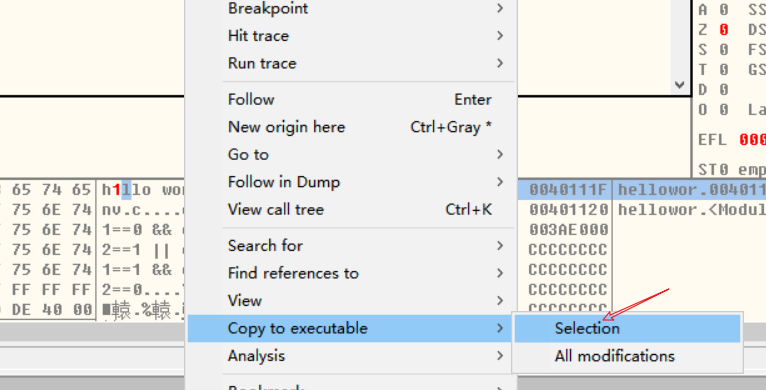 Breakpoint >
Hit trace >
Run trace >
Follow Enter
New origin here Ctrl+Gray *
Go to >
Follow in Dump >
View call tree Ctrl+K
Search for >
Find references to >
View >
Copy to executable >
Analysis >
Selection
All modifications
A 0 SS
Z 0 DS
S 0 FS
T 0 GS
D 0
O 0 La
EFL 000
ST0 emp
65 74 65 h1llo wor
75 6E 74 nv.c....
75 6E 74 1==0 &&
75 6E 74 2==1 ||
75 6E 74 1==1 &&
FF FF FF 2==0....
DE 40 00
0040111F hellowor.004011
00401120 hellowor.<Modul
003AE000
CCCCCCCC
CCCCCCCC
CCCCCCCC
CCCCCCCC